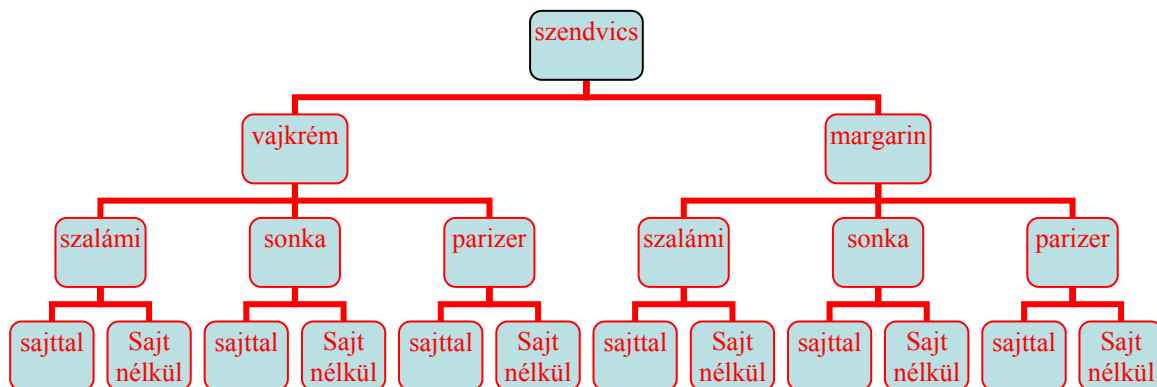 szendvics
vajkrém
margarin
szalámi
sonka
parizer
szalámi
sonka
parizer
sajttal
Sajt
nélkül
sajttal
Sajt
nélkül
sajttal
Sajt
nélkül
sajttal
Sajt
nélkül
sajttal
Sajt
nélkül
sajttal
Sajt
nélkül